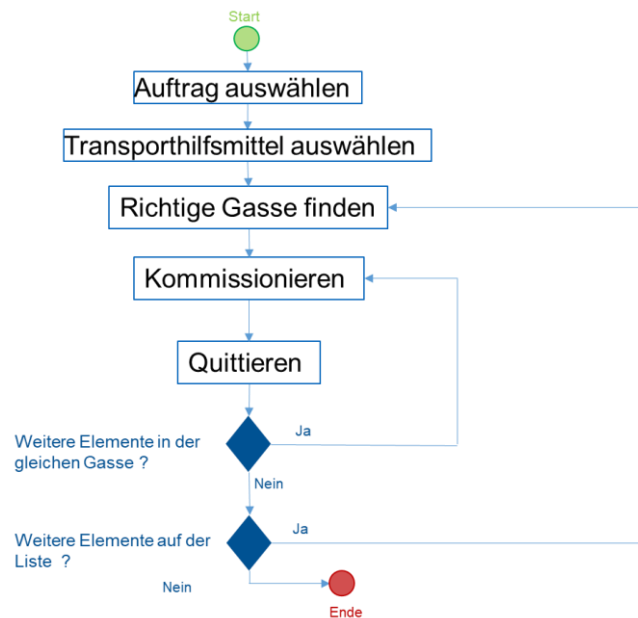 Start
Auftrag auswählen
Transporthilfsmittel auswählen
Richtige Gasse finden
Kommissionieren
Quittieren
Ja
Weitere Elemente in der
gleichen Gasse ?
Nein
Ja
Weitere Elemente auf der
Liste ?
Nein
Ende